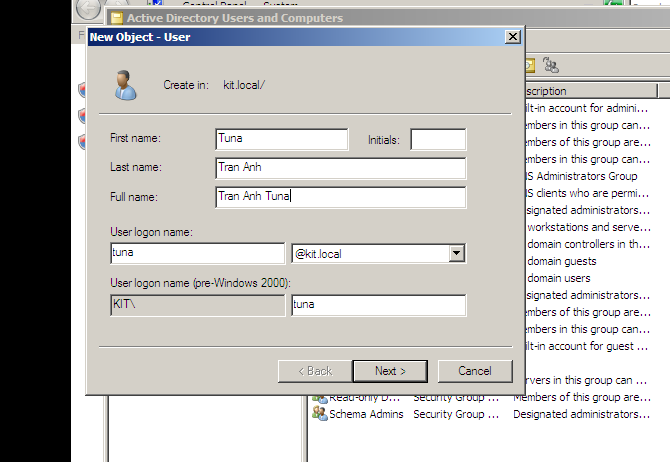 Control Panel
System
Active Directory Users and Computers
New Object - User
Create in: kit.local/
First name: Tuna Initials:
Last name: Tran Anh
Full name: Tran Anh Tuna
User logon name:
tuna @kit.local
User logon name (pre-Windows 2000):
KIT\ tuna
< Back Next > Cancel
scription
ilt-in account for admini...
embers in this group can...
embers of this group are...
embers in this group can...
NS Administrators Group
NS clients who are permi...
esignated administrators...
workstations and serve...
domain controllers in th...
domain guests
domain users
esignated administrators...
embers of this group are...
embers in this group can...
ilt-in account for guest ...
ervers in this group can ...
Read-only D... Security Group ... Members of this group are...
Schema Admins Security Group ... Designated administrators...